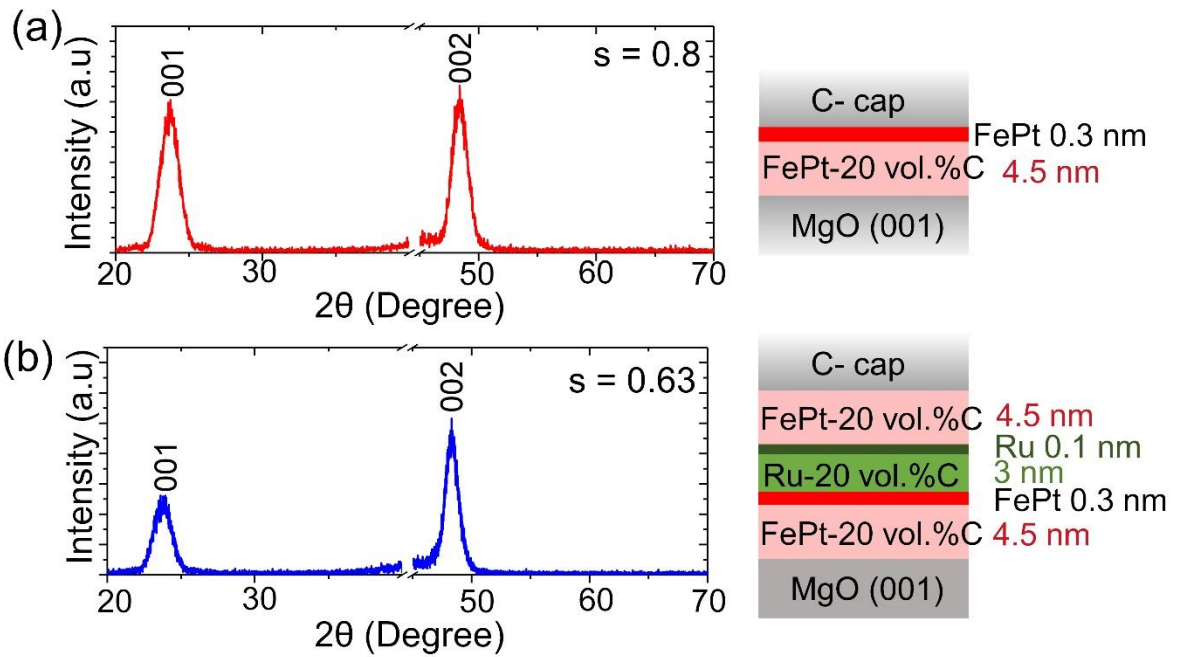 (a)
Intensity (a.u)
001
002
s = 0.8
20 30 50 60 70
2θ (Degree)
C- cap
FePt 0.3 nm
FePt-20 vol.%C 4.5 nm
MgO (001)
(b)
Intensity (a.u)
001
002
s = 0.63
20 30 50 60 70
2θ (Degree)
C- cap
FePt-20 vol.%C 4.5 nm
Ru 0.1 nm
Ru-20 vol.%C 3 nm
FePt 0.3 nm
FePt-20 vol.%C 4.5 nm
MgO (001)